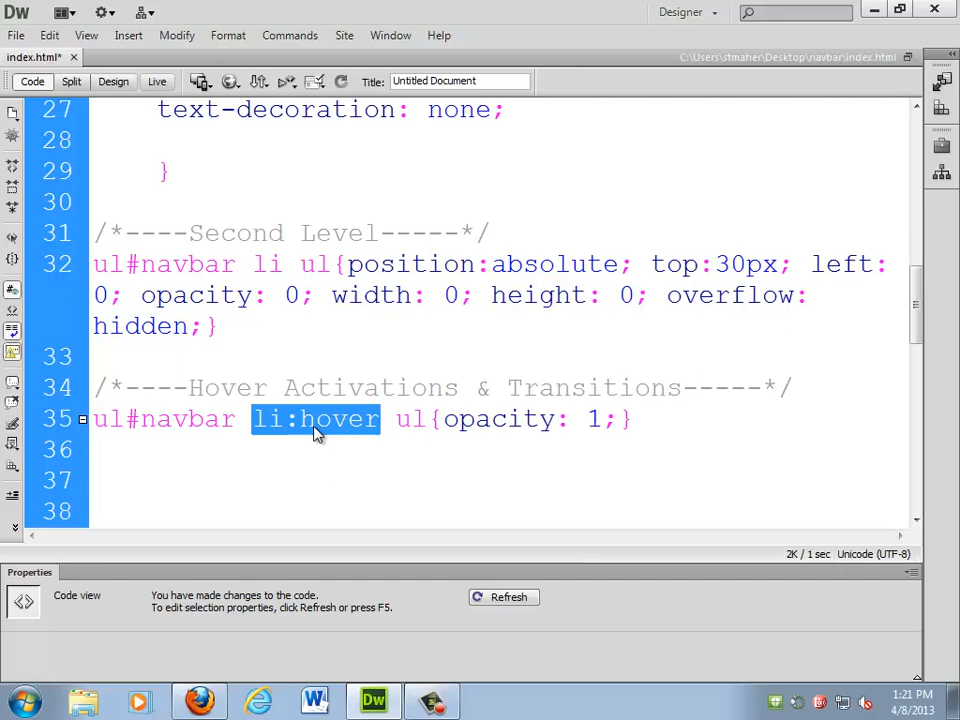 Dw
Designer
File Edit View Insert Modify Format Commands Site Window Help
index.html* C:\Users\stmaher\Desktop\navbar\index.html
Code Split Design Live Title: Untitled Document
27 text-decoration: none;
28
29 }
30
31 /*----Second Level-----*/
32 ul#navbar li ul{position:absolute; top:30px; left:
0; opacity: 0; width: 0; height: 0; overflow:
hidden;}
33
34 /*----Hover Activations & Transitions-----*/
35 ul#navbar li:hover ul{opacity: 1;}
36
37
38
2K / 1 sec Unicode (UTF-8)
Properties
Code view You have made changes to the code. Refresh
To edit selection properties, click Refresh or press F5.
W Dw 1:21 PM
4/8/2013